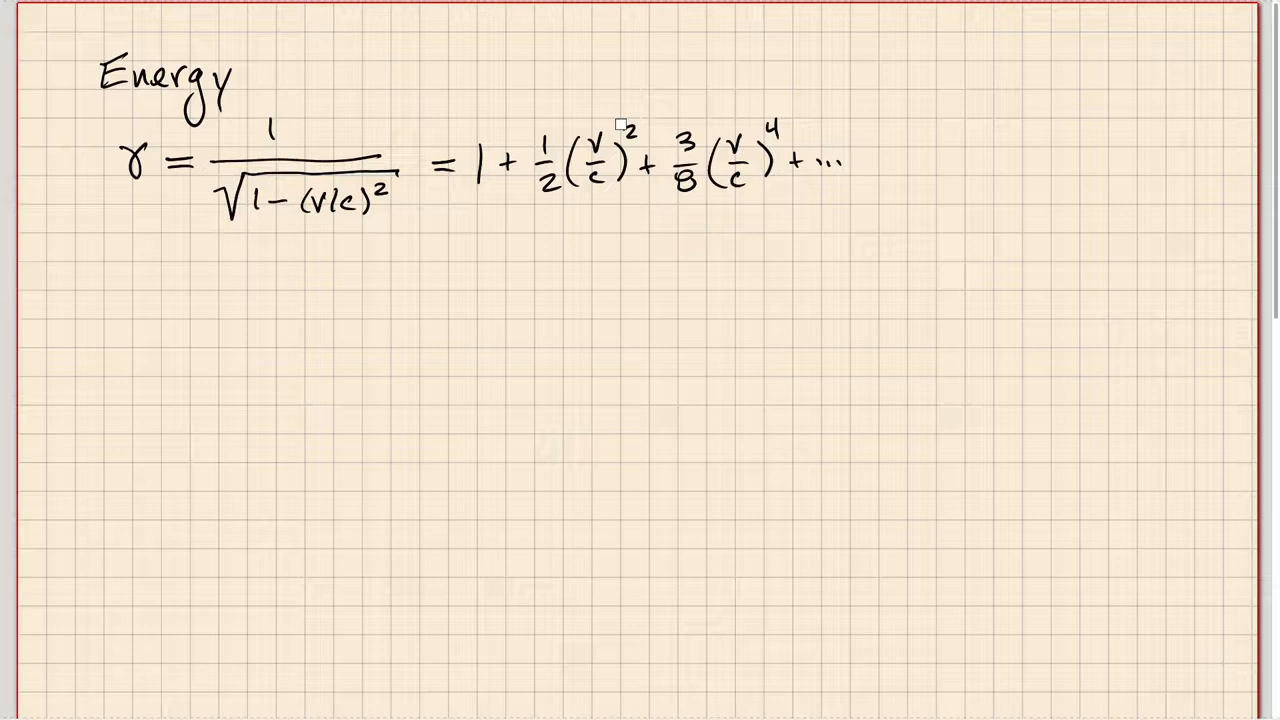 Energy
γ = 1/√(1-(v/c)²) = 1 + 1/2 (v/c)² + 3/8 (v/c)⁴ + ...